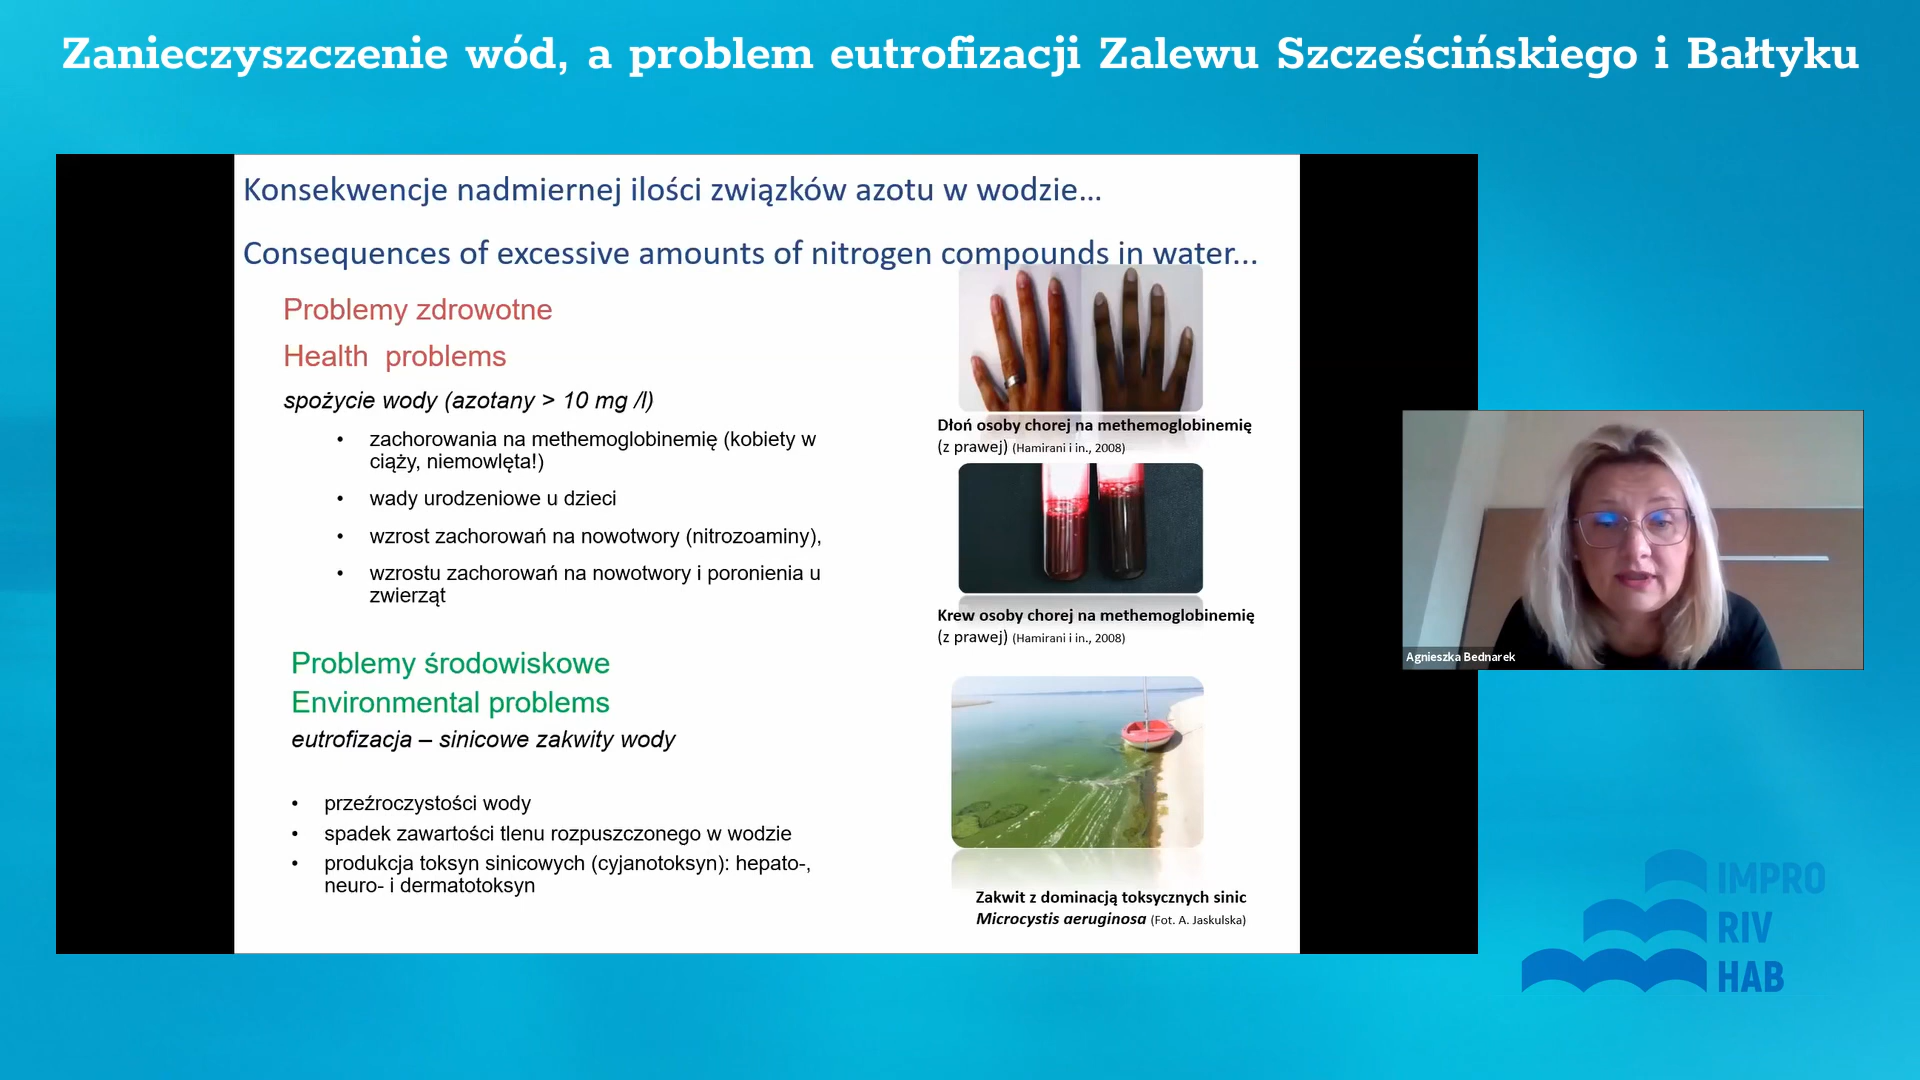 Zanieczyszczenie wód, a problem eutrofizacji Zalewu Szcześcińskiego i Bałtyku
Konsekwencje nadmiernej ilości związków azotu w wodzie...
Consequences of excessive amounts of nitrogen compounds in water...
Problemy zdrowotne
Health problems
spożycie wody (azotany > 10 mg /l)
• zachorowania na methemoglobinemię (kobiety w
ciąży, niemowlęta!)
• wady urodzeniowe u dzieci
• wzrost zachorowań na nowotwory (nitrozoaminy),
• wzrostu zachorowań na nowotwory i poronienia u
zwierząt
Problemy środowiskowe
Environmental problems
eutrofizacja – sinicowe zakwity wody
• przeźroczystości wody
• spadek zawartości tlenu rozpuszczonego w wodzie
• produkcja toksyn sinicowych (cyjanotoksyn): hepato-,
neuro- i dermatotoksyn
Dłoń osoby chorej na methemoglobinemię
(z prawej) (Hamirani i in., 2008)
Krew osoby chorej na methemoglobinemię
(z prawej) (Hamirani i in., 2008)
Zakwit z dominacją toksycznych sinic
Microcystis aeruginosa (Fot. A. Jaskulska)
Agnieszka Bednarek
IMPRO
RIV
HAB